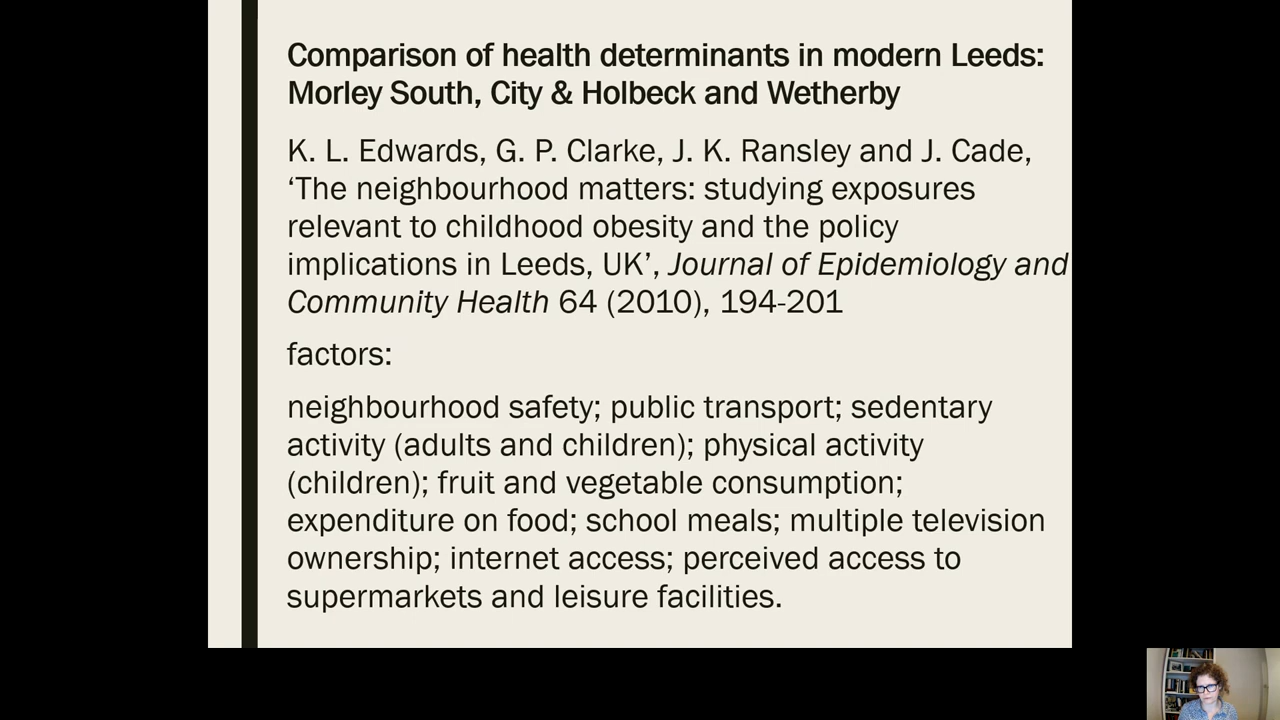 Comparison of health determinants in modern Leeds:
Morley South, City & Holbeck and Wetherby
K. L. Edwards, G. P. Clarke, J. K. Ransley and J. Cade,
‘The neighbourhood matters: studying exposures
relevant to childhood obesity and the policy
implications in Leeds, UK’, Journal of Epidemiology and
Community Health 64 (2010), 194-201
factors:
neighbourhood safety; public transport; sedentary
activity (adults and children); physical activity
(children); fruit and vegetable consumption;
expenditure on food; school meals; multiple television
ownership; internet access; perceived access to
supermarkets and leisure facilities.